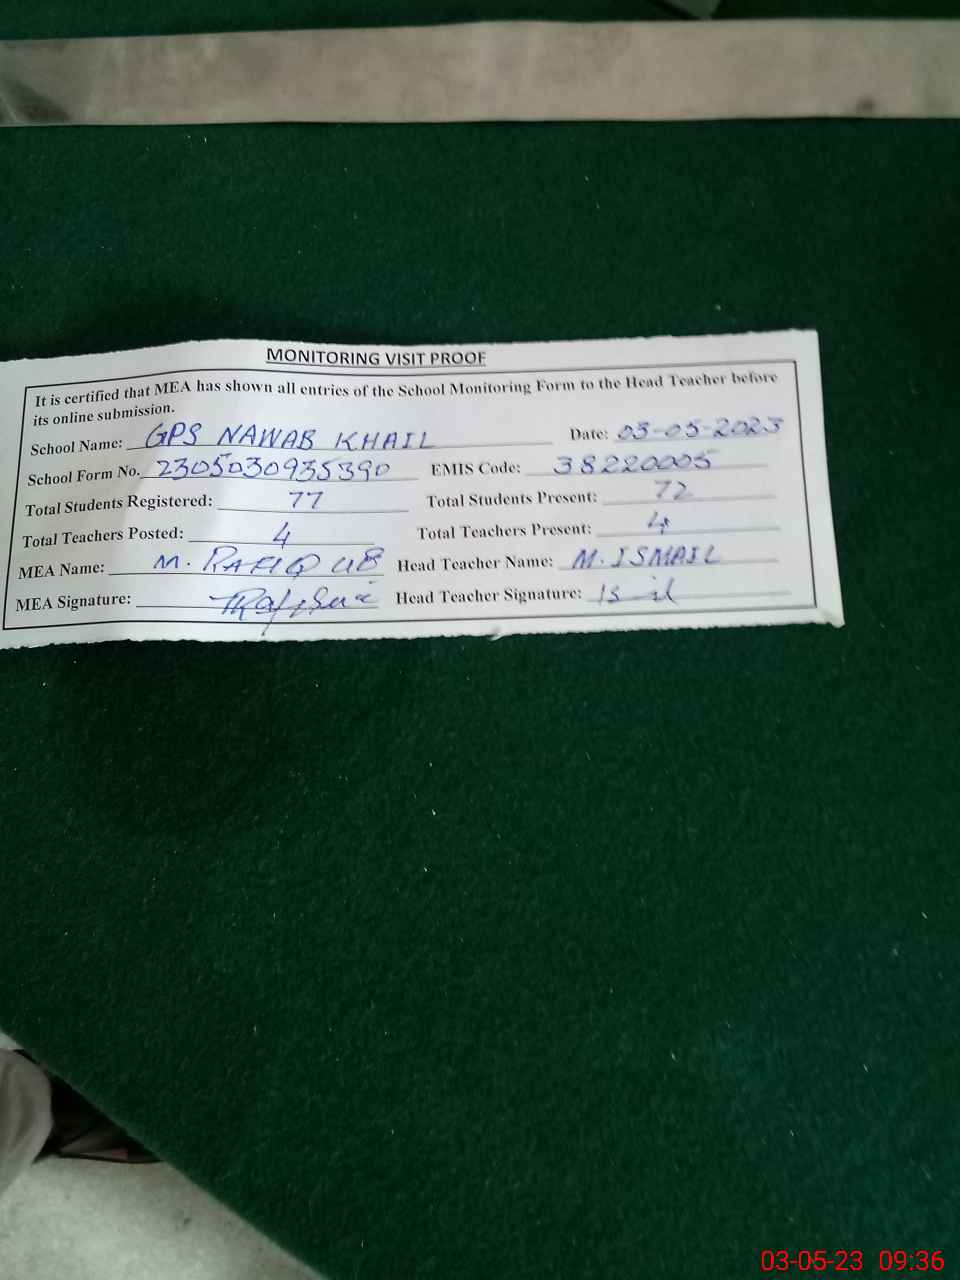 MONITORING VISIT PROOF
It is certified that MEA has shown all entries of the School Monitoring Form to the Head Teacher before
its online submission.
School Name: GPS NAWAB KHAIL Date: 03-05-2023
School Form No. 2305030935390 EMIS Code: 38220005
Total Students Registered: 77 Total Students Present: 72
Total Teachers Posted: 4 Total Teachers Present: 4
MEA Name: M. RAFIQ Head Teacher Name: M. ISMAIL
MEA Signature: Head Teacher Signature:
03-05-23 09:36